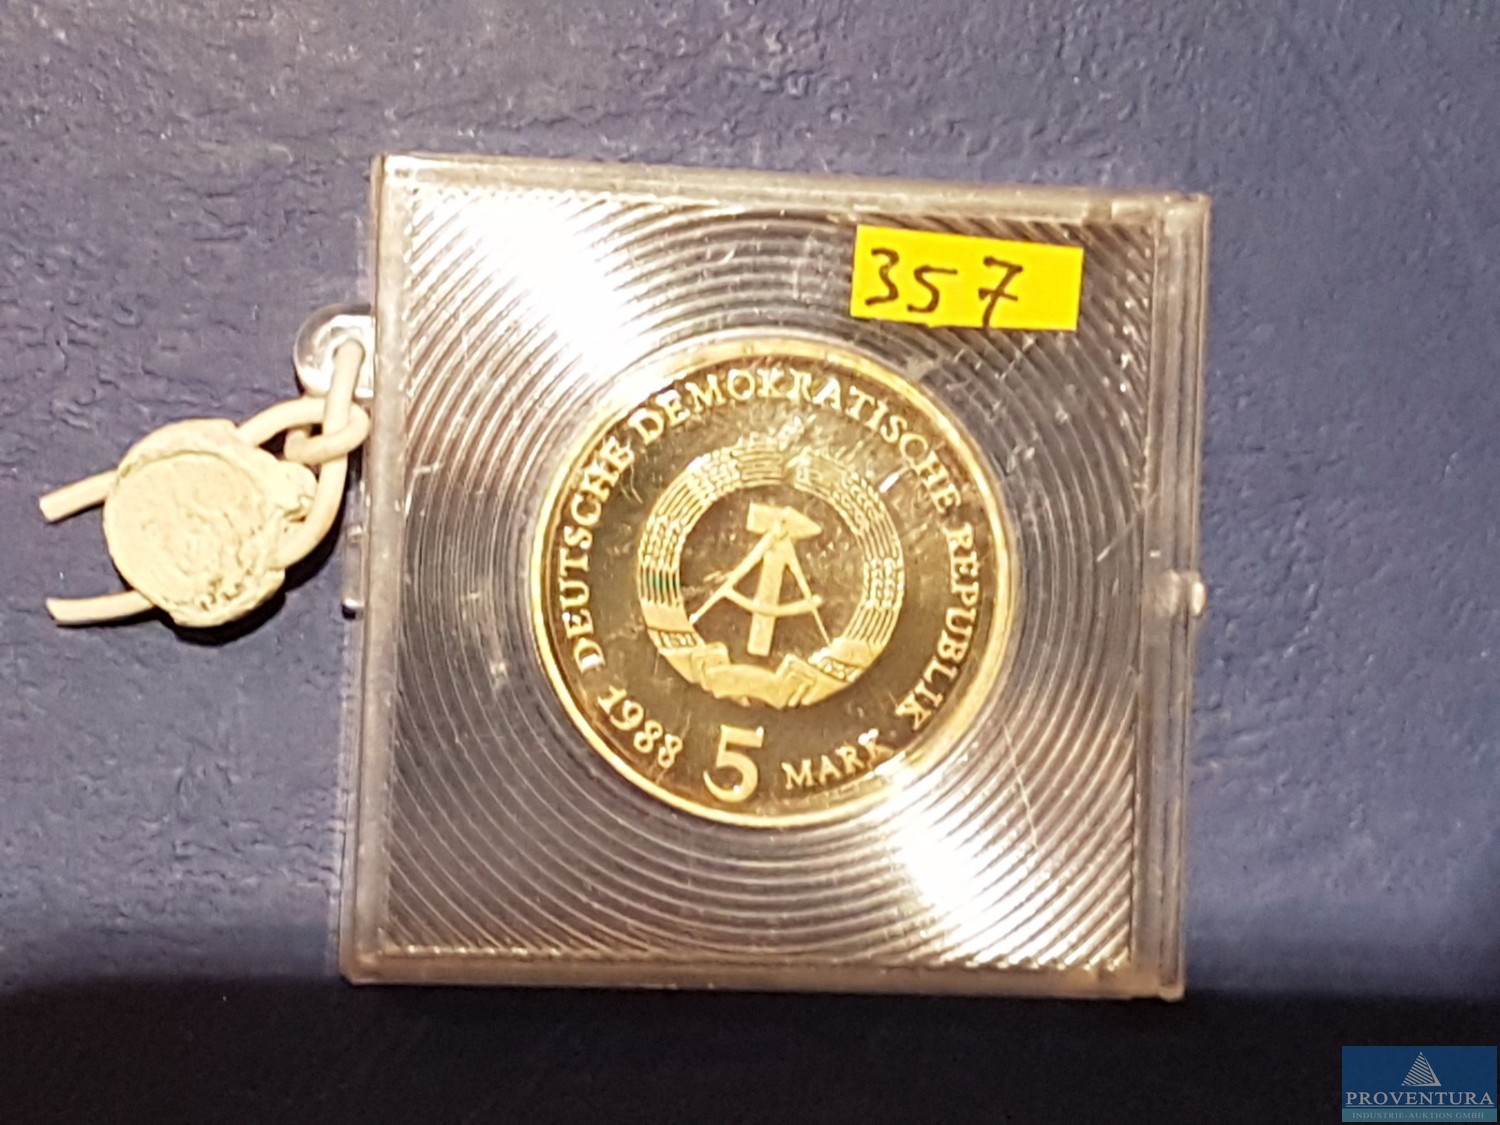 357
DEUTSCHE DEMOKRATISCHE REPUBLIK
1988 5 MARK
PROVENTURA
INDUSTRIE-AUKTION GMBH